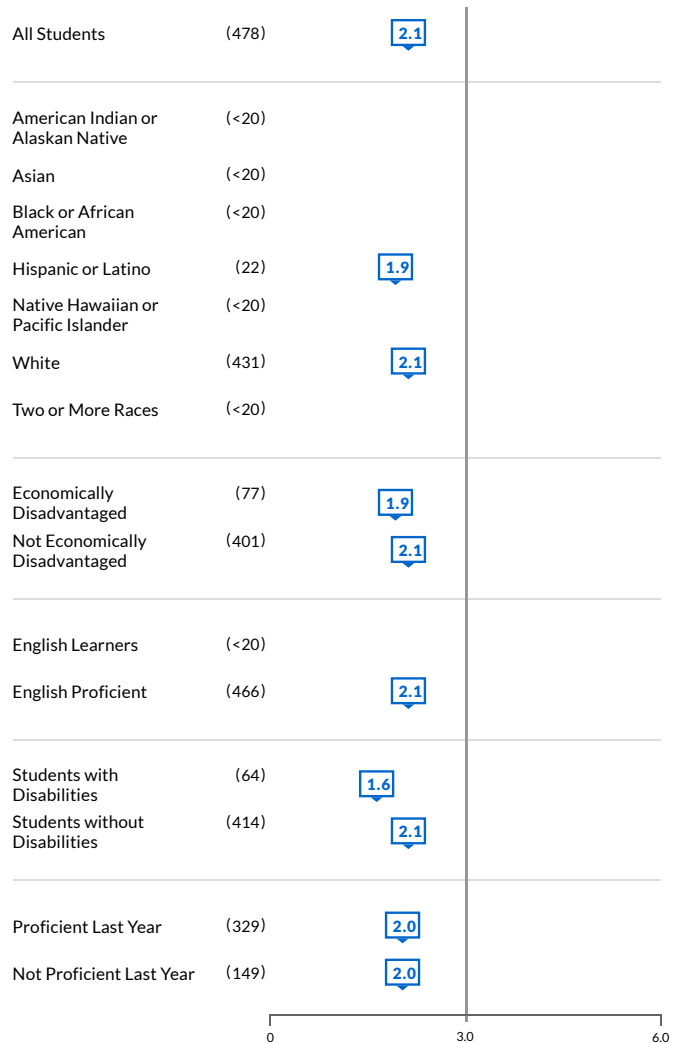 All Students (478) 2.1
American Indian or (<20)
Alaskan Native
Asian (<20)
Black or African (<20)
American
Hispanic or Latino (22) 1.9
Native Hawaiian or (<20)
Pacific Islander
White (431) 2.1
Two or More Races (<20)
Economically (77) 1.9
Disadvantaged
Not Economically (401) 2.1
Disadvantaged
English Learners (<20)
English Proficient (466) 2.1
Students with (64) 1.6
Disabilities
Students without (414) 2.1
Disabilities
Proficient Last Year (329) 2.0
Not Proficient Last Year (149) 2.0
0 3.0 6.0